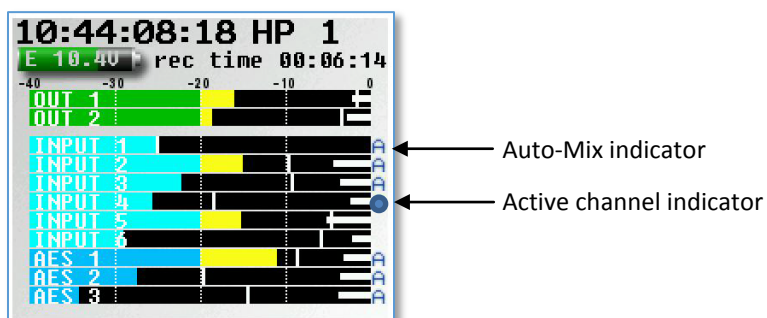 10:44:08:18 HP 1
E 10.4V rec time 00:06:14
-40 -30 -20 -10 0
OUT 1
OUT 2
INPUT 1 A
INPUT 2 A
INPUT 3 A
INPUT 4
INPUT 5
INPUT 6
AES 1 A
AES 2 A
AES 3 A
Auto-Mix indicator
Active channel indicator